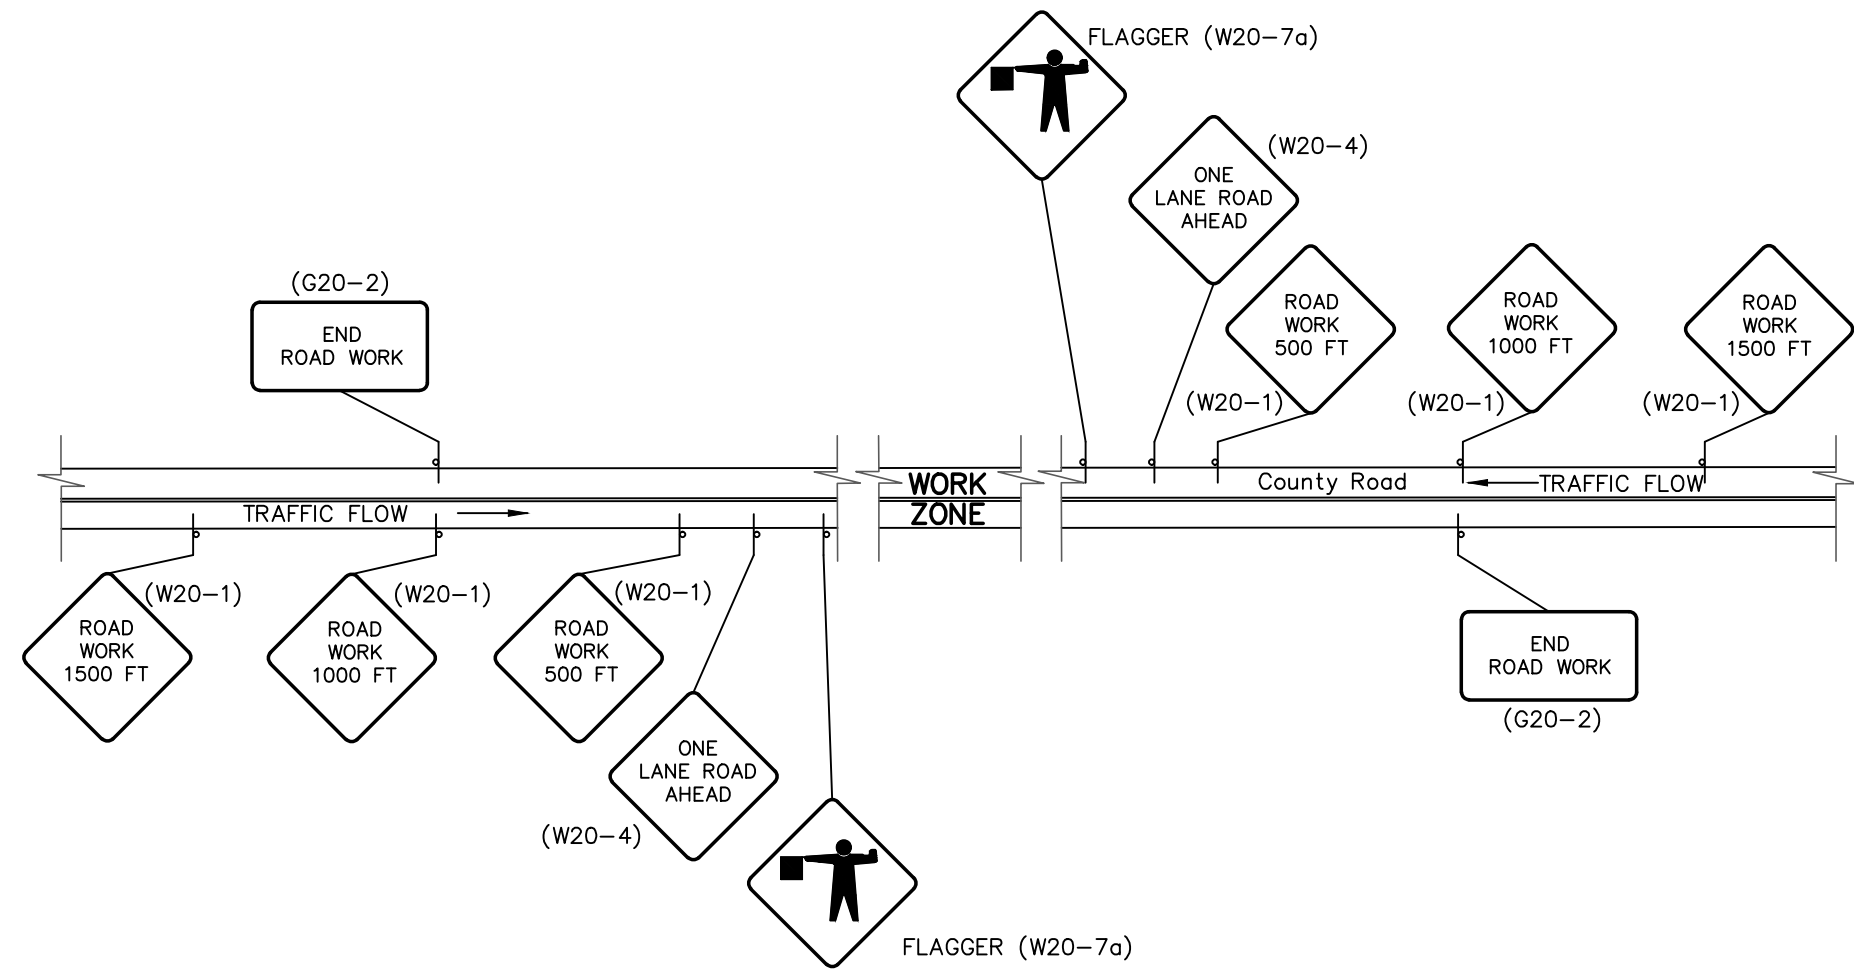 FLAGGER (W20-7a)
(W20-4)
ONE
LANE ROAD
AHEAD
(G20-2)
END
ROAD WORK
ROAD
WORK
500 FT
(W20-1)
ROAD
WORK
1000 FT
(W20-1)
ROAD
WORK
1500 FT
(W20-1)
WORK
ZONE
County Road
TRAFFIC FLOW
TRAFFIC FLOW
(W20-1)
ROAD
WORK
1500 FT
(W20-1)
ROAD
WORK
1000 FT
(W20-1)
ROAD
WORK
500 FT
ONE
LANE ROAD
AHEAD
(W20-4)
FLAGGER (W20-7a)
END
ROAD WORK
(G20-2)